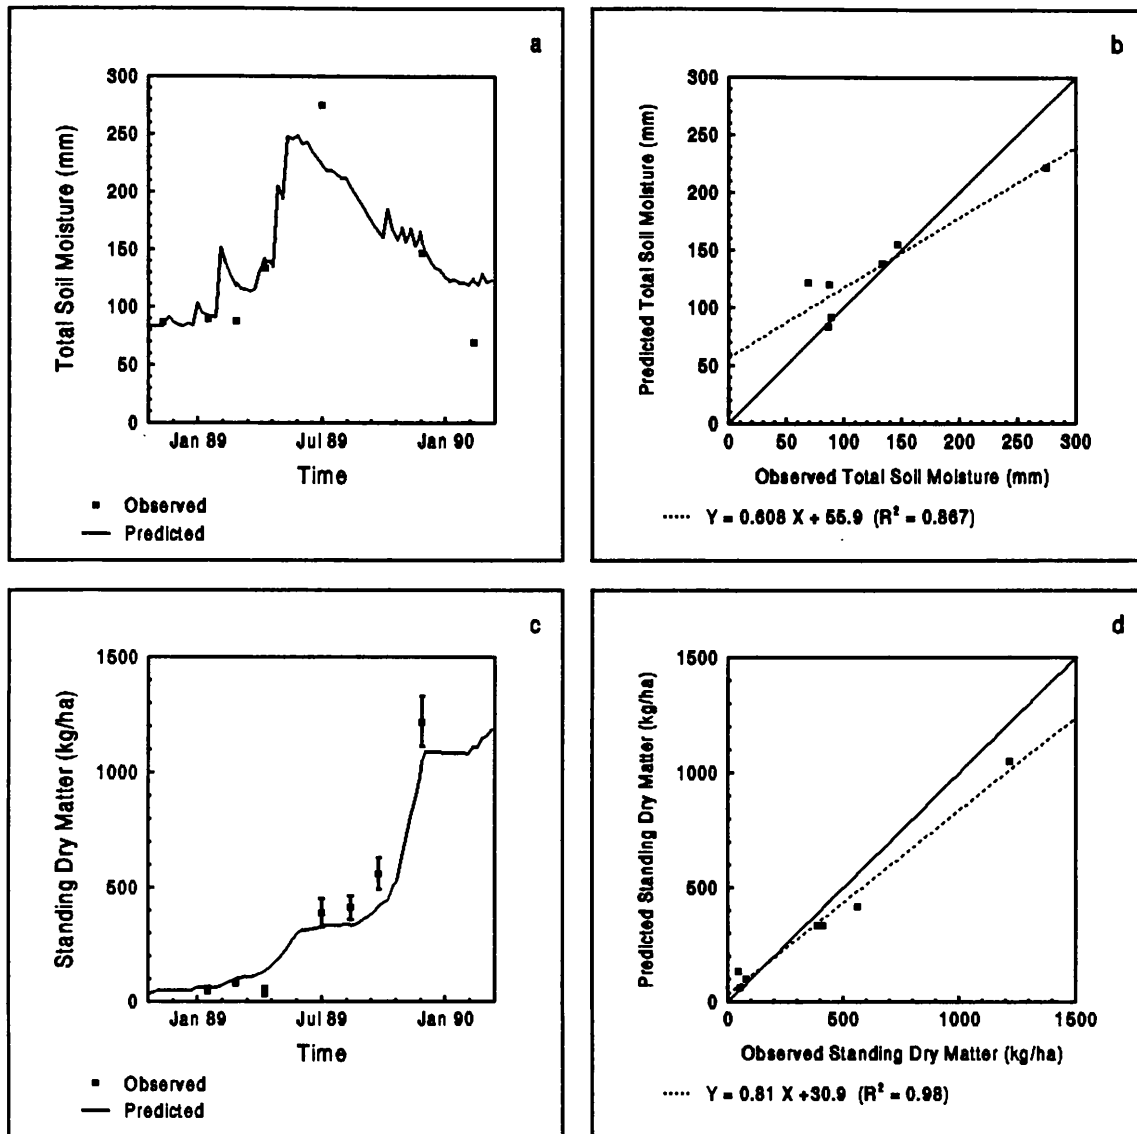 a
Total Soil Moisture (mm)
300
250
200
150
100
50
0
Jan 89 Jul 89 Jan 90
Time
Observed
Predicted
b
Predicted Total Soil Moisture (mm)
300
250
200
150
100
50
0
0 50 100 150 200 250 300
Observed Total Soil Moisture (mm)
Y = 0.608 X + 55.9 (R² = 0.867)
c
Standing Dry Matter (kg/ha)
1500
1000
500
0
Jan 89 Jul 89 Jan 90
Time
Observed
Predicted
d
Predicted Standing Dry Matter (kg/ha)
1500
1000
500
0
0 500 1000 1500
Observed Standing Dry Matter (kg/ha)
Y = 0.81 X +30.9 (R² = 0.98)